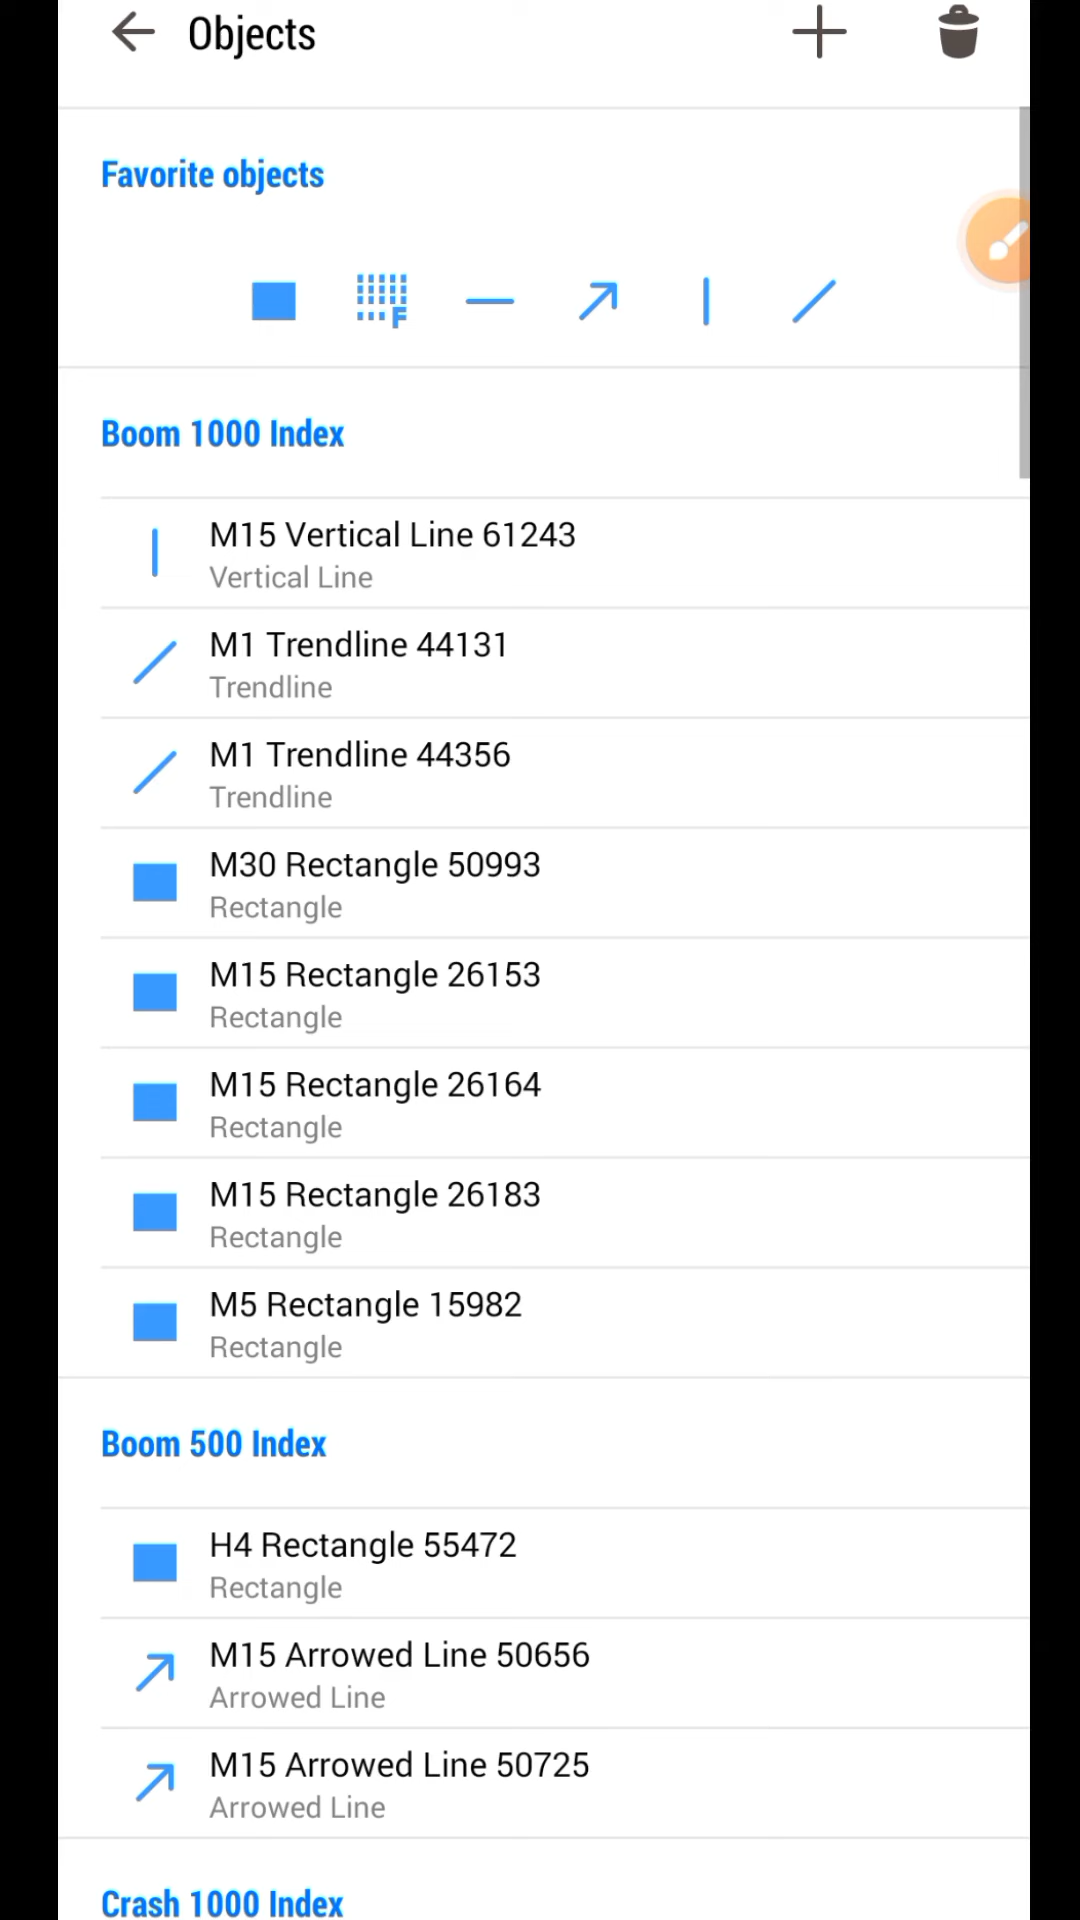 Objects
Favorite objects
F
Boom 1000 Index
M15 Vertical Line 61243
Vertical Line
M1 Trendline 44131
Trendline
M1 Trendline 44356
Trendline
M30 Rectangle 50993
Rectangle
M15 Rectangle 26153
Rectangle
M15 Rectangle 26164
Rectangle
M15 Rectangle 26183
Rectangle
M5 Rectangle 15982
Rectangle
Boom 500 Index
H4 Rectangle 55472
Rectangle
M15 Arrowed Line 50656
Arrowed Line
M15 Arrowed Line 50725
Arrowed Line
Crash 1000 Index